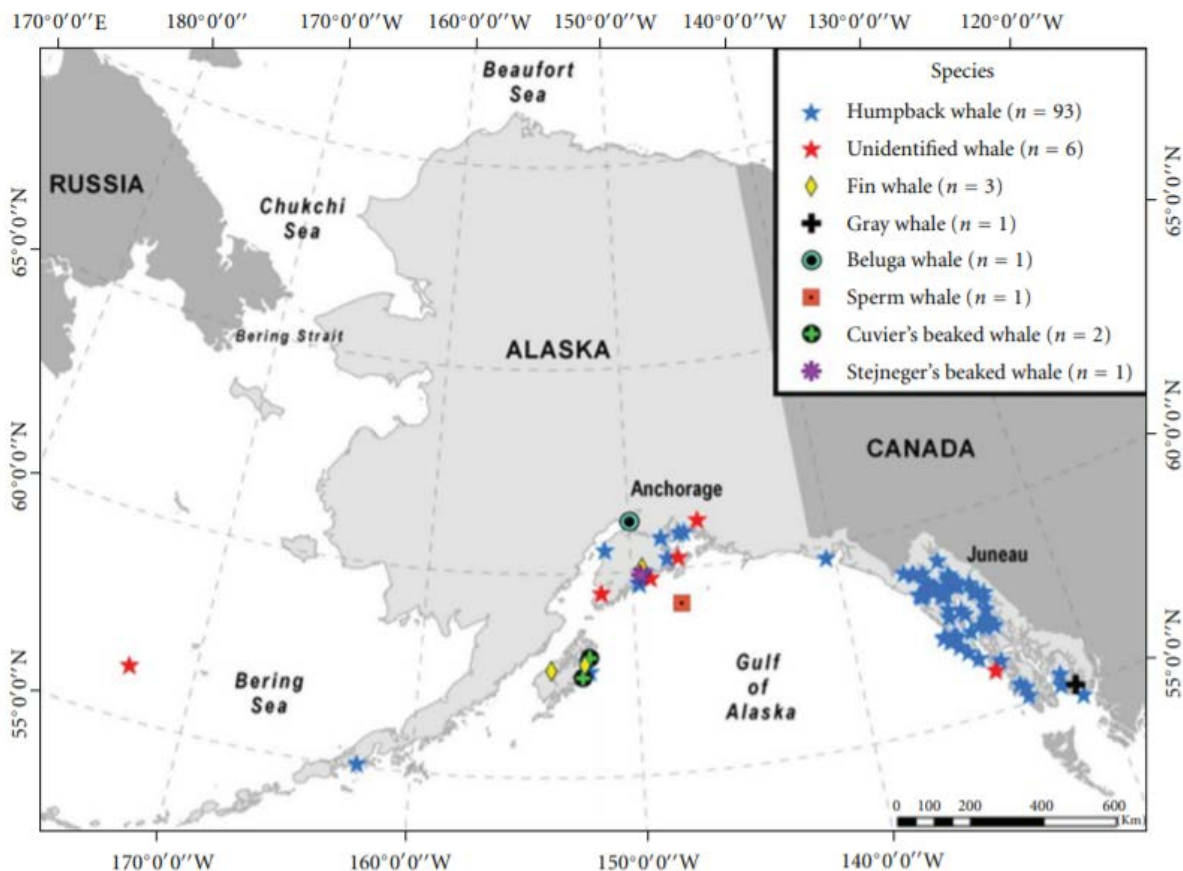 170°0′0″E 180°0′0″ 170°0′0″W 160°0′0″W 150°0′0″W 140°0′0″W 130°0′0″W 120°0′0″W
Beaufort
Sea
Species
Humpback whale (n = 93)
Unidentified whale (n = 6)
Fin whale (n = 3)
Gray whale (n = 1)
Beluga whale (n = 1)
Sperm whale (n = 1)
Cuvier's beaked whale (n = 2)
Stejneger's beaked whale (n = 1)
RUSSIA
Chukchi
Sea
65°0′0″N
65°0′0″N
Bering Strait
ALASKA
CANADA
60°0′0″N
60°0′0″N
Anchorage
Juneau
Bering
Sea
Gulf
of
Alaska
55°0′0″N
55°0′0″N
0 100 200 400 600
(Km)
170°0′0″W 160°0′0″W 150°0′0″W 140°0′0″W